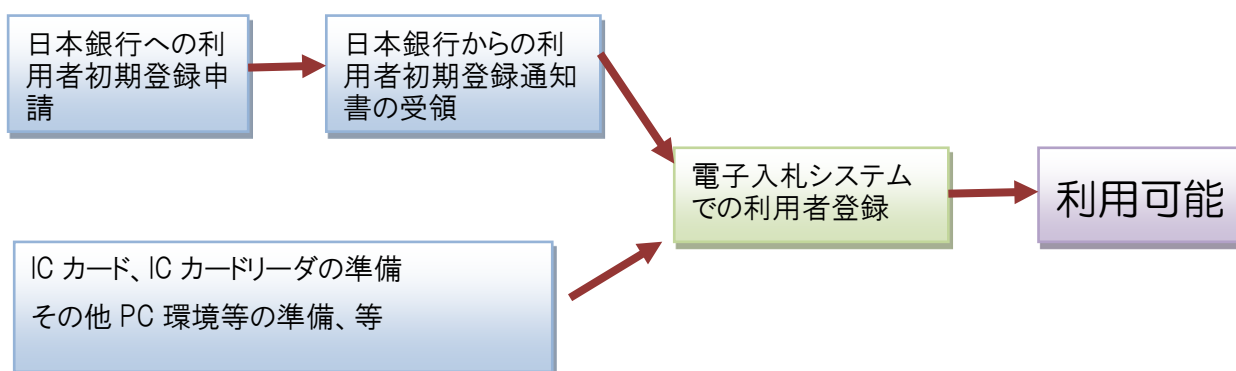 日本銀行への利
用者初期登録申
請
日本銀行からの利
用者初期登録通知
書の受領
電子入札システム
での利用者登録
利用可能
IC カード、IC カードリーダの準備
その他 PC 環境等の準備、等